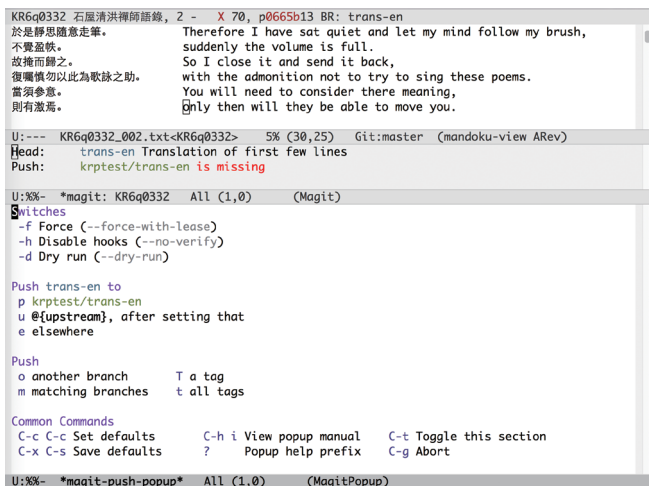 KR6q0332 石屋清洪禪師語錄, 2 - X 70, p0665b13 BR: trans-en
於是靜思隨意走筆。 Therefore I have sat quiet and let my mind follow my brush,
不覺盈帙。 suddenly the volume is full.
故掩而歸之。 So I close it and send it back,
復囑慎勿以此為歌詠之助。 with the admonition not to try to sing these poems.
當須參意。 You will need to consider there meaning,
則有激焉。 only then will they be able to move you.
U:--- KR6q0332_002.txt<KR6q0332> 5% (30,25) Git:master (mandoku-view ARev)
Head: trans-en Translation of first few lines
Push: krptest/trans-en is missing
U:%%- *magit: KR6q0332 All (1,0) (Magit)
Switches
-f Force (--force-with-lease)
-h Disable hooks (--no-verify)
-d Dry run (--dry-run)
Push trans-en to
p krptest/trans-en
u @{upstream}, after setting that
e elsewhere
Push
o another branch T a tag
m matching branches t all tags
Common Commands
C-c C-c Set defaults C-h i View popup manual C-t Toggle this section
C-x C-s Save defaults ? Popup help prefix C-g Abort
U:%%- *magit-push-popup* All (1,0) (MagitPopup)